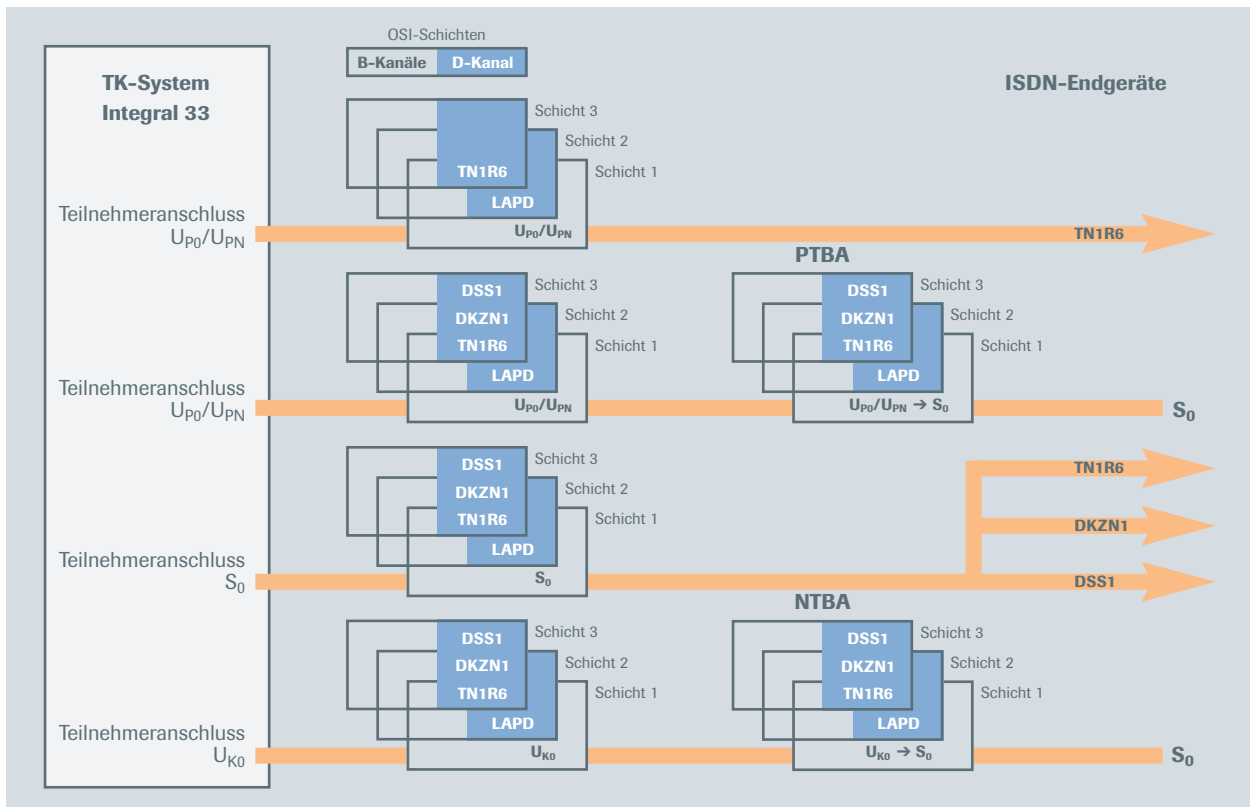 OSI-Schichten
B-Kanäle D-Kanal
TK-System
Integral 33
ISDN-Endgeräte
Schicht 3
Schicht 2
Schicht 1
TN1R6
LAPD
UP0/UPN
Teilnehmeranschluss
UP0/UPN
TN1R6
PTBA
DSS1
DKZN1
TN1R6
LAPD
UP0/UPN
Schicht 3
Schicht 2
Schicht 1
DSS1
DKZN1
TN1R6
LAPD
UP0/UPN → S0
Schicht 3
Schicht 2
Schicht 1
Teilnehmeranschluss
UP0/UPN
S0
DSS1
DKZN1
TN1R6
LAPD
S0
Schicht 3
Schicht 2
Schicht 1
TN1R6
DKZN1
DSS1
Teilnehmeranschluss
S0
NTBA
DSS1
DKZN1
TN1R6
LAPD
UK0
Schicht 3
Schicht 2
Schicht 1
DSS1
DKZN1
TN1R6
LAPD
UK0 → S0
Schicht 3
Schicht 2
Schicht 1
Teilnehmeranschluss
UK0
S0